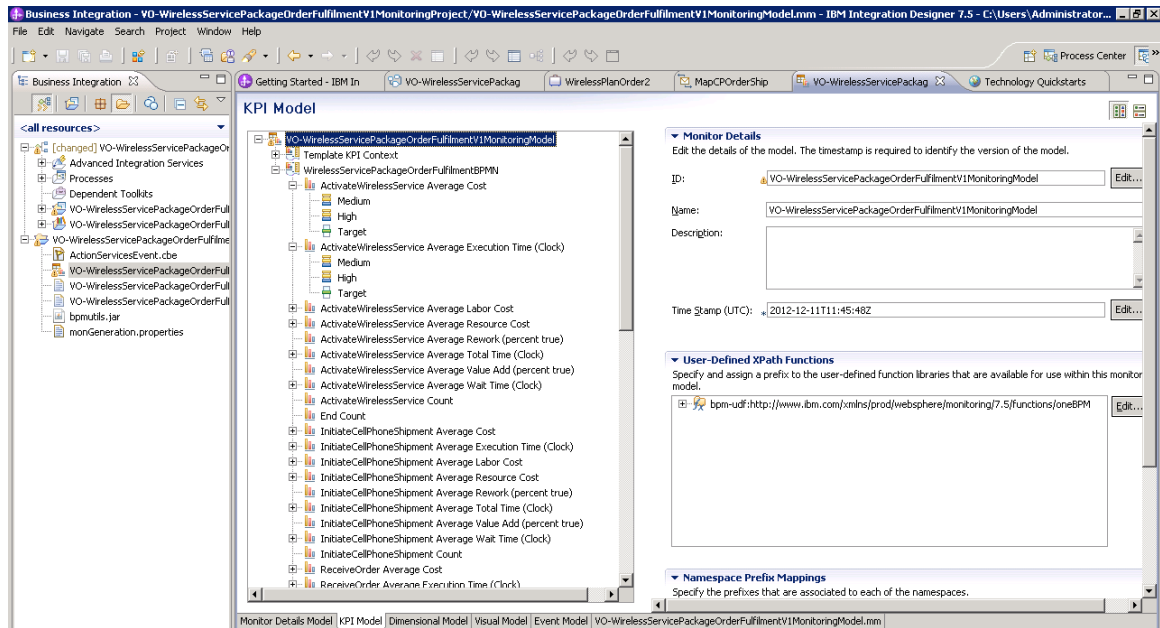 Business Integration - VO-WirelessServicePackageOrderFulfilmentV1MonitoringProject/VO-WirelessServicePackageOrderFulfilmentV1MonitoringModel.mm - IBM Integration Designer 7.5 - C:\Users\Administrator...
File Edit Navigate Search Project Window Help
Process Center
Business Integration
Getting Started - IBM In
VO-WirelessServicePackag
WirelessPlanOrder2
MapCPOrderShip
VO-WirelessServicePackag
Technology Quickstarts
<all resources>
[changed] VO-WirelessServicePackageOr
Advanced Integration Services
Processes
Dependent Toolkits
VO-WirelessServicePackageOrderFull
VO-WirelessServicePackageOrderFull
VO-WirelessServicePackageOrderFulfilme
ActionServicesEvent.cbe
VO-WirelessServicePackageOrderFul
VO-WirelessServicePackageOrderFull
VO-WirelessServicePackageOrderFull
bpmutils.jar
monGeneration.properties
KPI Model
VO-WirelessServicePackageOrderFulfilmentV1MonitoringModel
Template KPI Context
WirelessServicePackageOrderFulfilmentBPMN
ActivateWirelessService Average Cost
Medium
High
Target
ActivateWirelessService Average Execution Time (Clock)
Medium
High
Target
ActivateWirelessService Average Labor Cost
ActivateWirelessService Average Resource Cost
ActivateWirelessService Average Rework (percent true)
ActivateWirelessService Average Total Time (Clock)
ActivateWirelessService Average Value Add (percent true)
ActivateWirelessService Average Wait Time (Clock)
ActivateWirelessService Count
End Count
InitiateCellPhoneShipment Average Cost
InitiateCellPhoneShipment Average Execution Time (Clock)
InitiateCellPhoneShipment Average Labor Cost
InitiateCellPhoneShipment Average Resource Cost
InitiateCellPhoneShipment Average Rework (percent true)
InitiateCellPhoneShipment Average Total Time (Clock)
InitiateCellPhoneShipment Average Value Add (percent true)
InitiateCellPhoneShipment Average Wait Time (Clock)
InitiateCellPhoneShipment Count
ReceiveOrder Average Cost
ReceiveOrder Average Execution Time (Clock)
Monitor Details
Edit the details of the model. The timestamp is required to identify the version of the model.
ID: VO-WirelessServicePackageOrderFulfilmentV1MonitoringModel Edit...
Name: VO-WirelessServicePackageOrderFulfilmentV1MonitoringModel
Description:
Time Stamp (UTC): * 2012-12-11T11:45:48Z Edit...
User-Defined XPath Functions
Specify and assign a prefix to the user-defined function libraries that are available for use within this monitor
model.
bpm-udf:http://www.ibm.com/xmlns/prod/websphere/monitoring/7.5/functions/oneBPM Edit...
Namespace Prefix Mappings
Specify the prefixes that are associated to each of the namespaces.
Monitor Details Model KPI Model Dimensional Model Visual Model Event Model VO-WirelessServicePackageOrderFulfilmentV1MonitoringModel.mm